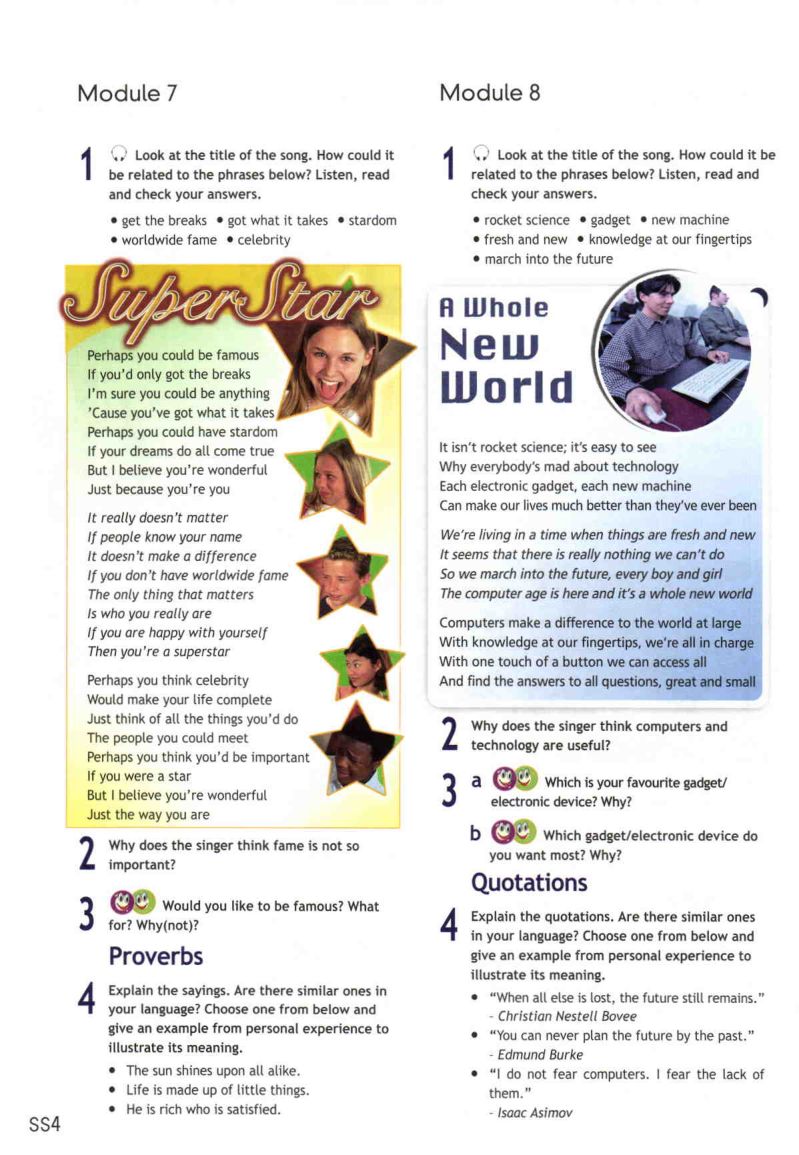 Module 7
1 Look at the title of the song. How could it
be related to the phrases below? Listen, read
and check your answers.
• get the breaks • got what it takes • stardom
• worldwide fame • celebrity
SuperStar
Perhaps you could be famous
If you'd only got the breaks
I'm sure you could be anything
'Cause you've got what it takes
Perhaps you could have stardom
If your dreams do all come true
But I believe you're wonderful
Just because you're you
It really doesn't matter
If people know your name
It doesn't make a difference
If you don't have worldwide fame
The only thing that matters
Is who you really are
If you are happy with yourself
Then you're a superstar
Perhaps you think celebrity
Would make your life complete
Just think of all the things you'd do
The people you could meet
Perhaps you think you'd be important
If you were a star
But I believe you're wonderful
Just the way you are
2 Why does the singer think fame is not so
important?
3 Would you like to be famous? What
for? Why(not)?
Proverbs
4 Explain the sayings. Are there similar ones in
your language? Choose one from below and
give an example from personal experience to
illustrate its meaning.
• The sun shines upon all alike.
• Life is made up of little things.
• He is rich who is satisfied.
SS4
Module 8
1 Look at the title of the song. How could it be
related to the phrases below? Listen, read and
check your answers.
• rocket science • gadget • new machine
• fresh and new • knowledge at our fingertips
• march into the future
A Whole
New
World
It isn't rocket science; it's easy to see
Why everybody's mad about technology
Each electronic gadget, each new machine
Can make our lives much better than they've ever been
We're living in a time when things are fresh and new
It seems that there is really nothing we can't do
So we march into the future, every boy and girl
The computer age is here and it's a whole new world
Computers make a difference to the world at large
With knowledge at our fingertips, we're all in charge
With one touch of a button we can access all
And find the answers to all questions, great and small
2 Why does the singer think computers and
technology are useful?
3 a Which is your favourite gadget/
electronic device? Why?
b Which gadget/electronic device do
you want most? Why?
Quotations
4 Explain the quotations. Are there similar ones
in your language? Choose one from below and
give an example from personal experience to
illustrate its meaning.
• "When all else is lost, the future still remains."
- Christian Nestell Bovee
• "You can never plan the future by the past."
- Edmund Burke
• "I do not fear computers. I fear the lack of
them."
- Isaac Asimov